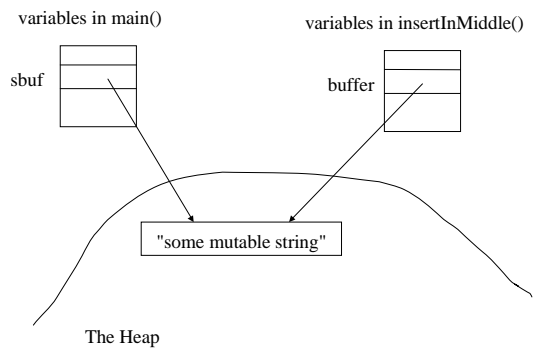 variables in main()
variables in insertInMiddle()
sbuf
buffer
"some mutable string"
The Heap